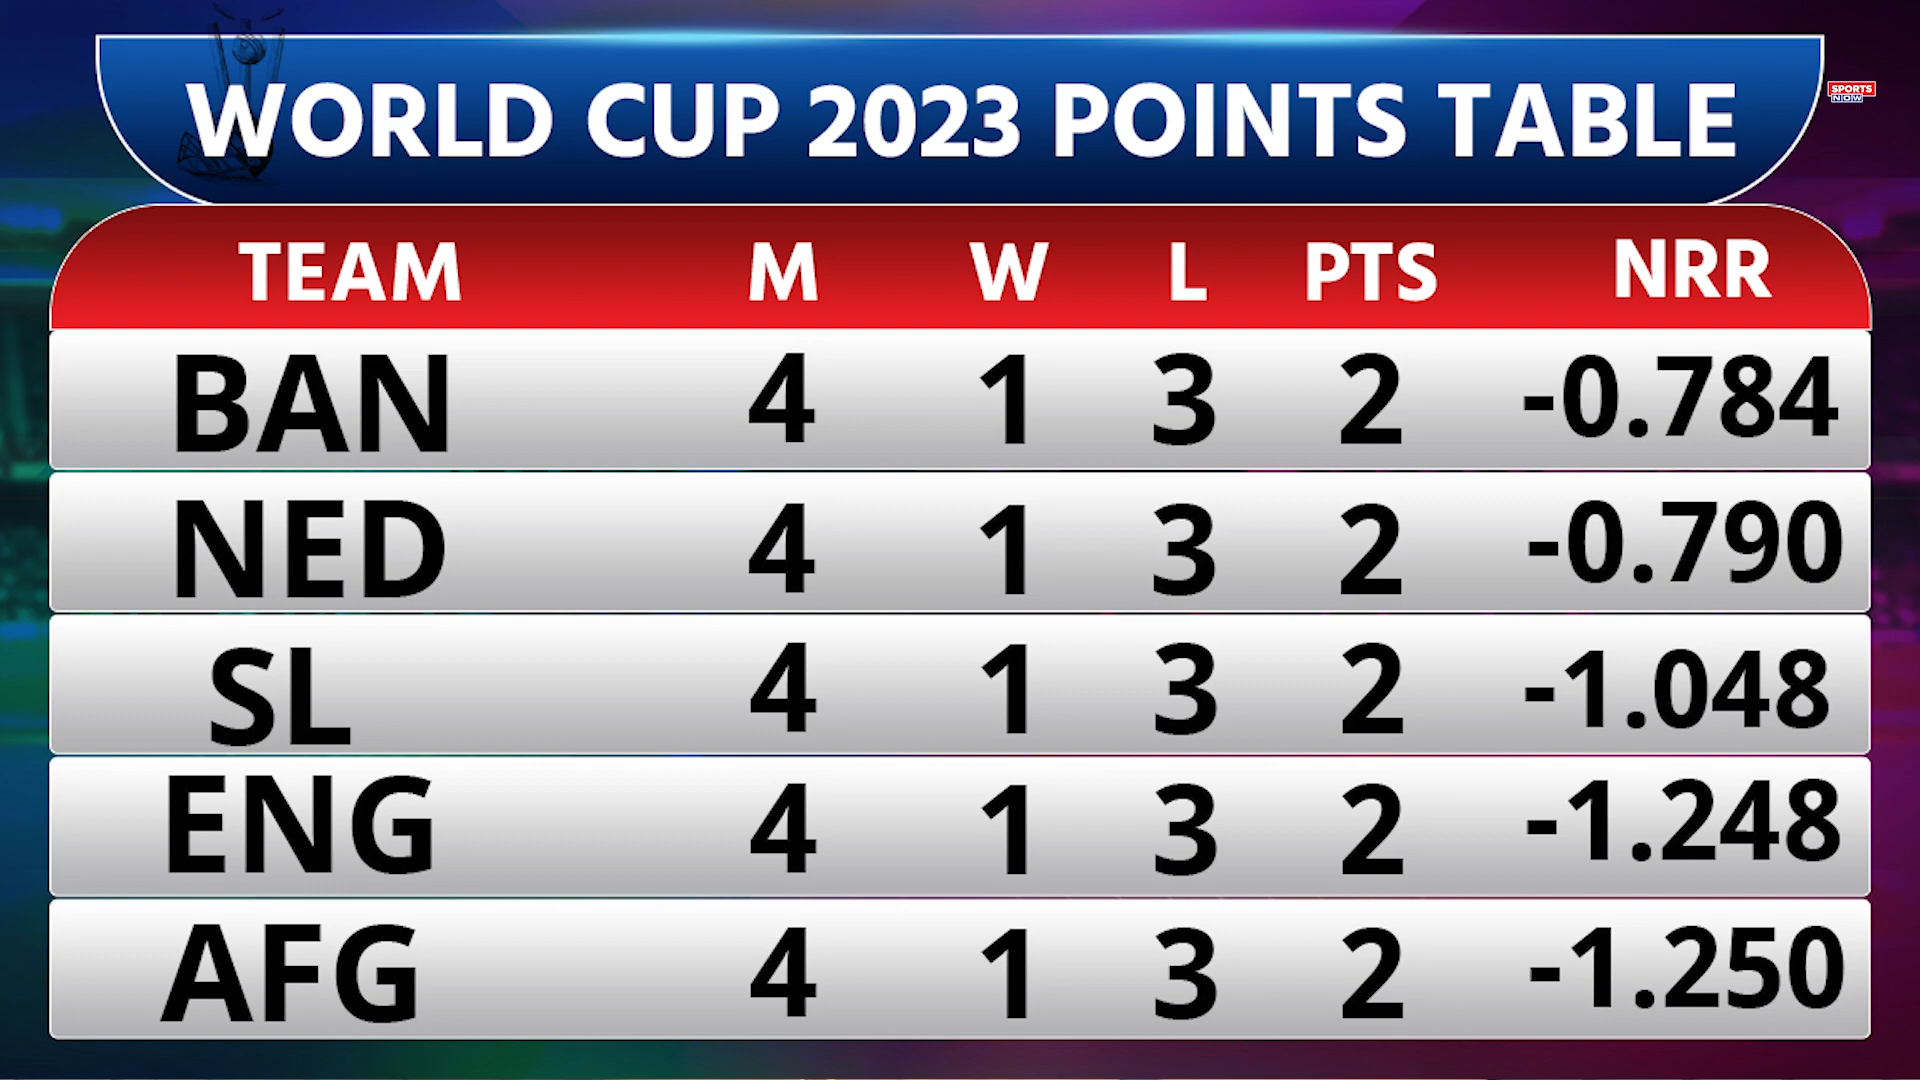 WORLD CUP 2023 POINTS TABLE
SPORTS
NOW
TEAM M W L PTS NRR
BAN 4 1 3 2 -0.784
NED 4 1 3 2 -0.790
SL 4 1 3 2 -1.048
ENG 4 1 3 2 -1.248
AFG 4 1 3 2 -1.250